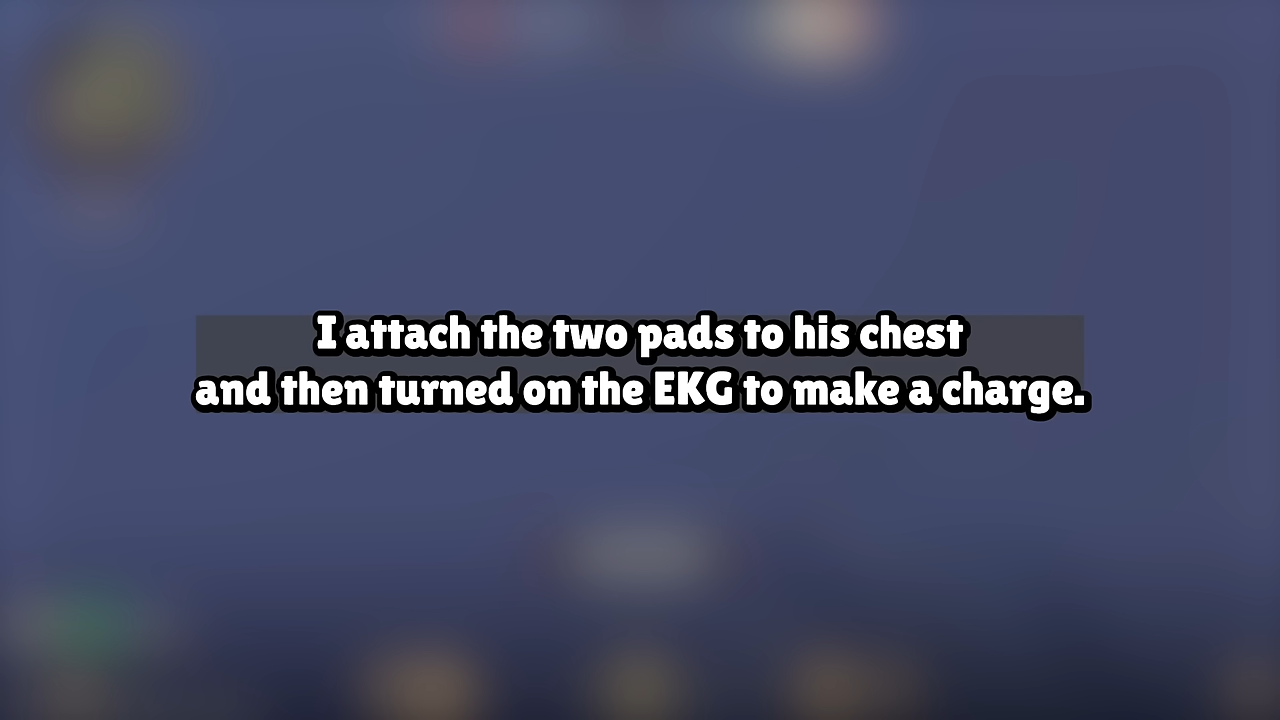 I attach the two pads to his chest
and then turned on the EKG to make a charge.